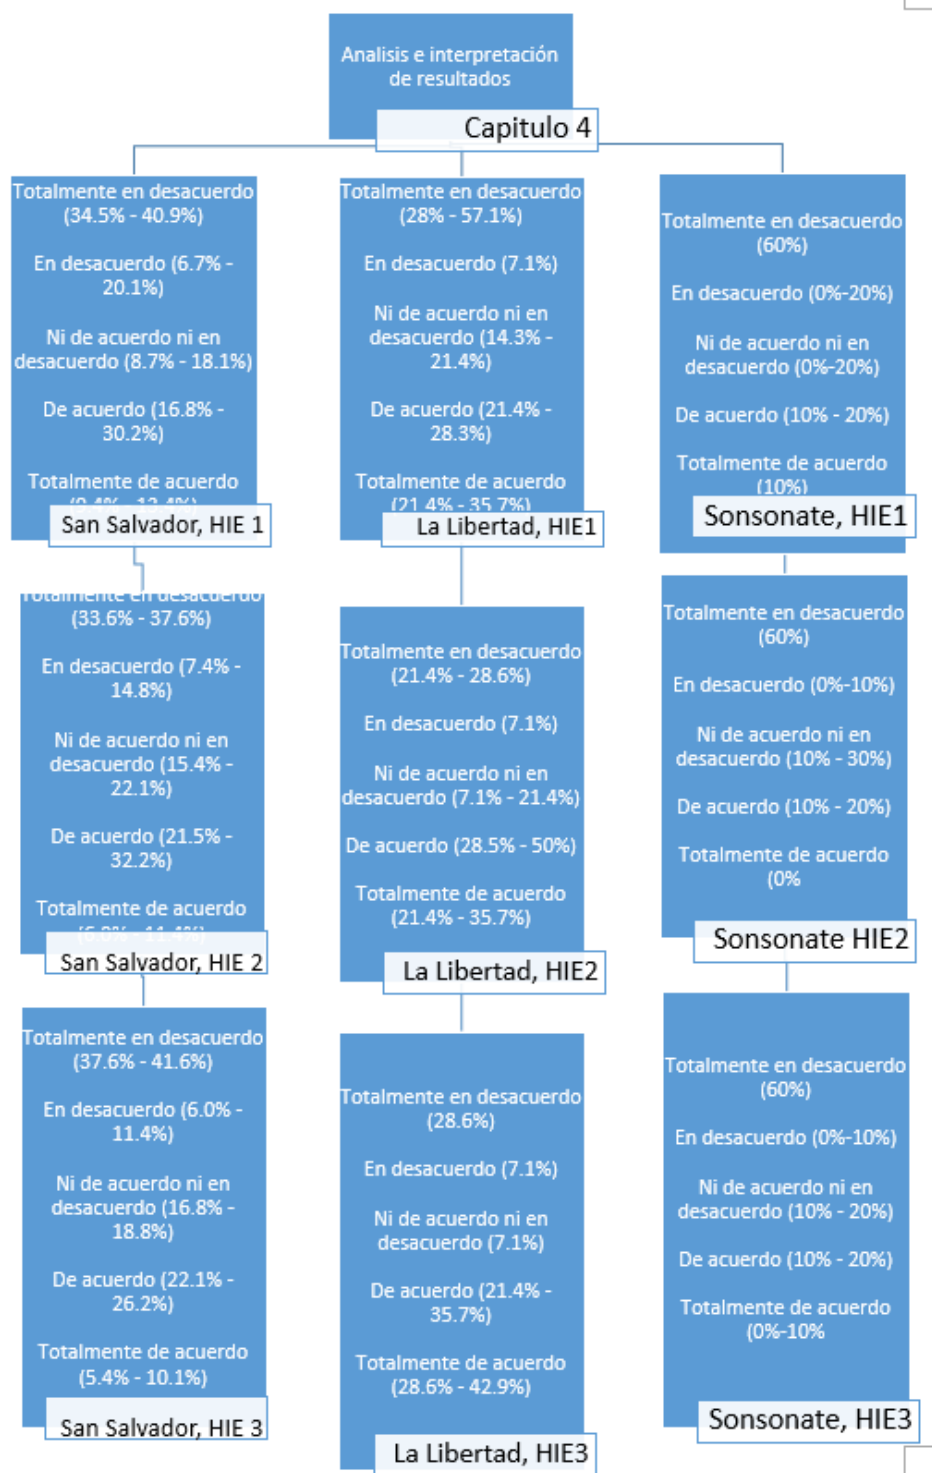 Analisis e interpretación
de resultados
Capitulo 4
Totalmente en desacuerdo
(34.5% - 40.9%)
En desacuerdo (6.7% -
20.1%)
Ni de acuerdo ni en
desacuerdo (8.7% - 18.1%)
De acuerdo (16.8% -
30.2%)
Totalmente de acuerdo
(9.4% - 13.4%)
San Salvador, HIE 1
Totalmente en desacuerdo
(33.6% - 37.6%)
En desacuerdo (7.4% -
14.8%)
Ni de acuerdo ni en
desacuerdo (15.4% -
22.1%)
De acuerdo (21.5% -
32.2%)
Totalmente de acuerdo
(6.0% - 11.4%)
San Salvador, HIE 2
Totalmente en desacuerdo
(37.6% - 41.6%)
En desacuerdo (6.0% -
11.4%)
Ni de acuerdo ni en
desacuerdo (16.8% -
18.8%)
De acuerdo (22.1% -
26.2%)
Totalmente de acuerdo
(5.4% - 10.1%)
San Salvador, HIE 3
Totalmente en desacuerdo
(28% - 57.1%)
En desacuerdo (7.1%)
Ni de acuerdo ni en
desacuerdo (14.3% -
21.4%)
De acuerdo (21.4% -
28.3%)
Totalmente de acuerdo
(21.4% - 35.7%)
La Libertad, HIE1
Totalmente en desacuerdo
(21.4% - 28.6%)
En desacuerdo (7.1%)
Ni de acuerdo ni en
desacuerdo (7.1% - 21.4%)
De acuerdo (28.5% - 50%)
Totalmente de acuerdo
(21.4% - 35.7%)
La Libertad, HIE2
Totalmente en desacuerdo
(28.6%)
En desacuerdo (7.1%)
Ni de acuerdo ni en
desacuerdo (7.1%)
De acuerdo (21.4% -
35.7%)
Totalmente de acuerdo
(28.6% - 42.9%)
La Libertad, HIE3
Totalmente en desacuerdo
(60%)
En desacuerdo (0%-20%)
Ni de acuerdo ni en
desacuerdo (0%-20%)
De acuerdo (10% - 20%)
Totalmente de acuerdo
(10%)
Sonsonate, HIE1
Totalmente en desacuerdo
(60%)
En desacuerdo (0%-10%)
Ni de acuerdo ni en
desacuerdo (10% - 30%)
De acuerdo (10% - 20%)
Totalmente de acuerdo
(0%
Sonsonate HIE2
Totalmente en desacuerdo
(60%)
En desacuerdo (0%-10%)
Ni de acuerdo ni en
desacuerdo (10% - 20%)
De acuerdo (10% - 20%)
Totalmente de acuerdo
(0%-10%
Sonsonate, HIE3